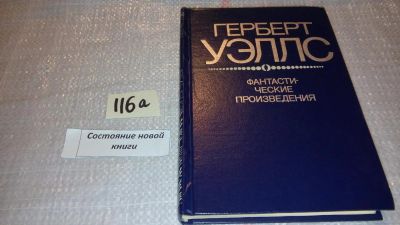 116а
Состояние новой
книги
ГЕРБЕРТ
УЭЛЛС
ФАНТАСТИ-
ЧЕСКИЕ
ПРОИЗВЕДЕНИЯ